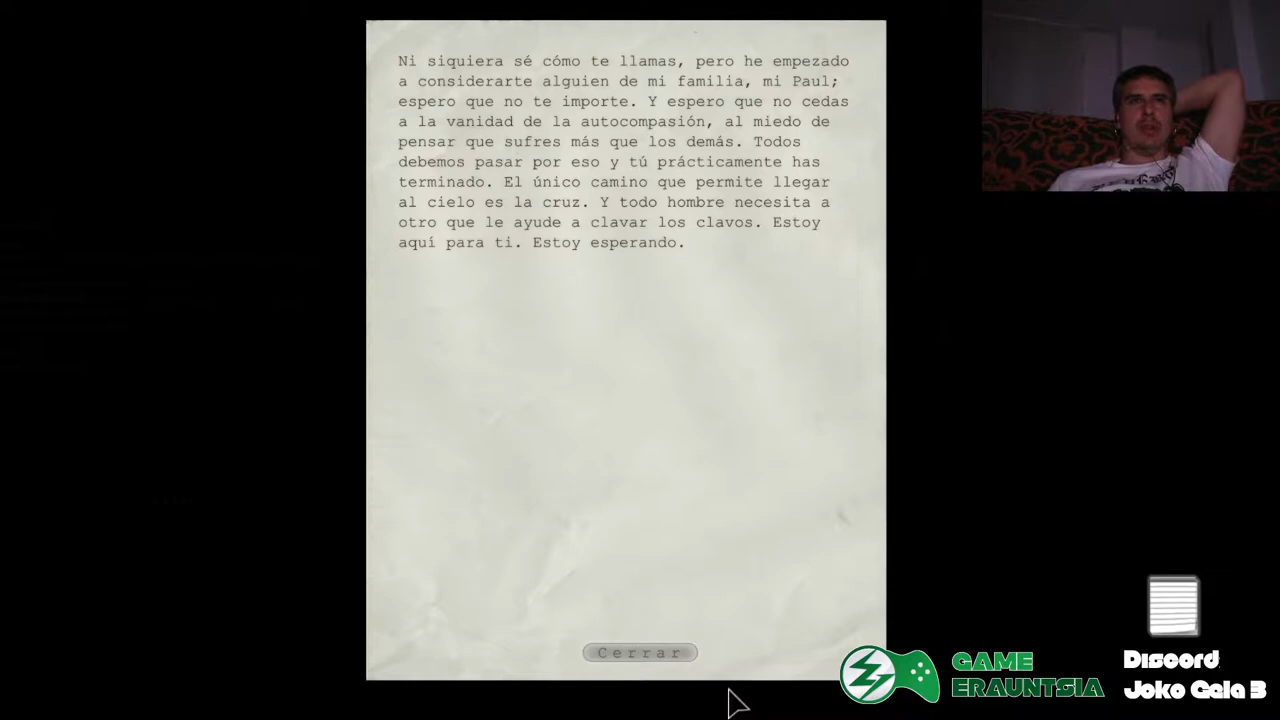 Ni siquiera sé cómo te llamas, pero he empezado
a considerarte alguien de mi familia, mi Paul;
espero que no te importe. Y espero que no cedas
a la vanidad de la autocompasión, al miedo de
pensar que sufres más que los demás. Todos
debemos pasar por eso y tú prácticamente has
terminado. El único camino que permite llegar
al cielo es la cruz. Y todo hombre necesita a
otro que le ayude a clavar los clavos. Estoy
aquí para ti. Estoy esperando.
Cerrar
GAME
ERAUNTSIA
Discord
Joko Gela 3